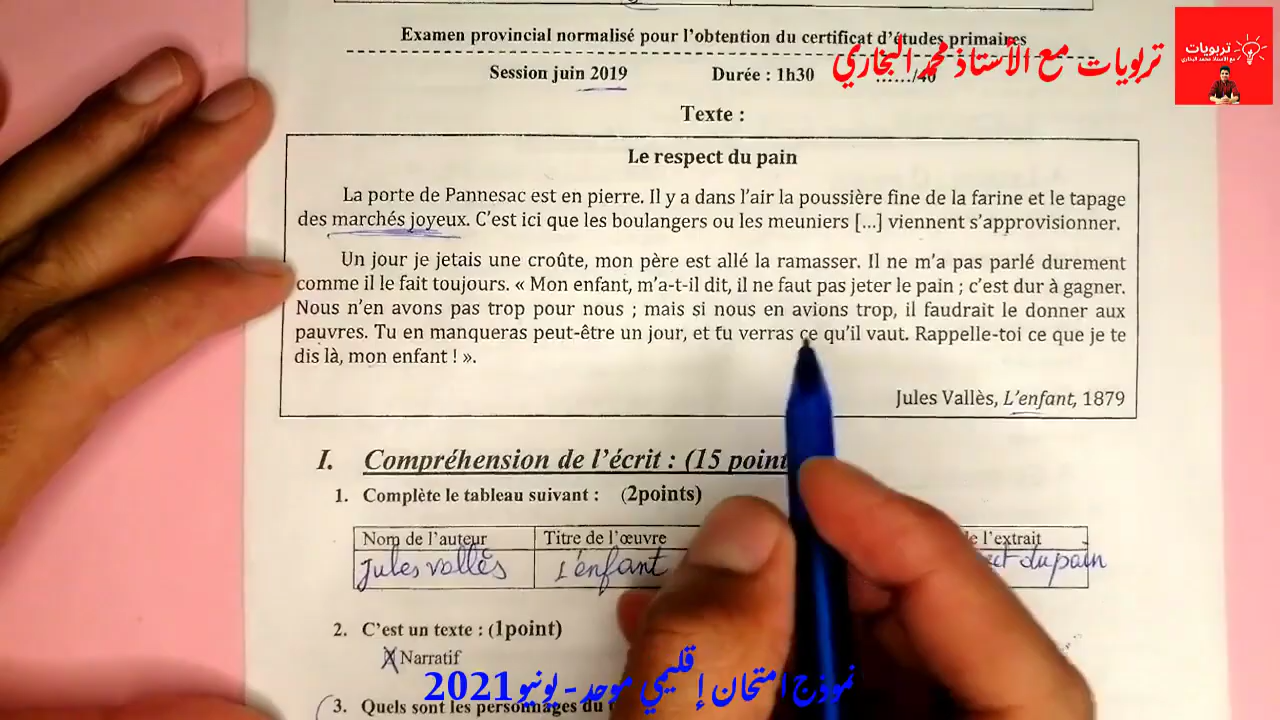 Examen provincial normalisé pour l'obtention du certificat d'études primaires
Session juin 2019 Durée : 1h30 ....../40
تربويات مع الأستاذ محمد البخاري
تربويات
مع الأستاذ محمد البخاري
Texte :
Le respect du pain
La porte de Pannesac est en pierre. Il y a dans l'air la poussière fine de la farine et le tapage
des marchés joyeux. C'est ici que les boulangers ou les meuniers [...] viennent s'approvisionner.
Un jour je jetais une croûte, mon père est allé la ramasser. Il ne m'a pas parlé durement
comme il le fait toujours. « Mon enfant, m'a-t-il dit, il ne faut pas jeter le pain ; c'est dur à gagner.
Nous n'en avons pas trop pour nous ; mais si nous en avions trop, il faudrait le donner aux
pauvres. Tu en manqueras peut-être un jour, et tu verras ce qu'il vaut. Rappelle-toi ce que je te
dis là, mon enfant ! ».
Jules Vallès, L'enfant, 1879
I. Compréhension de l'écrit : (15 point
1. Complète le tableau suivant : (2points)
Nom de l'auteur Titre de l'œuvre l'extrait
Jules vallès L'enfant du pain
2. C'est un texte : (1point)
Narratif
نموذج امتحان إقليمي موحد - يونيو 2021
3. Quels sont les personnages du